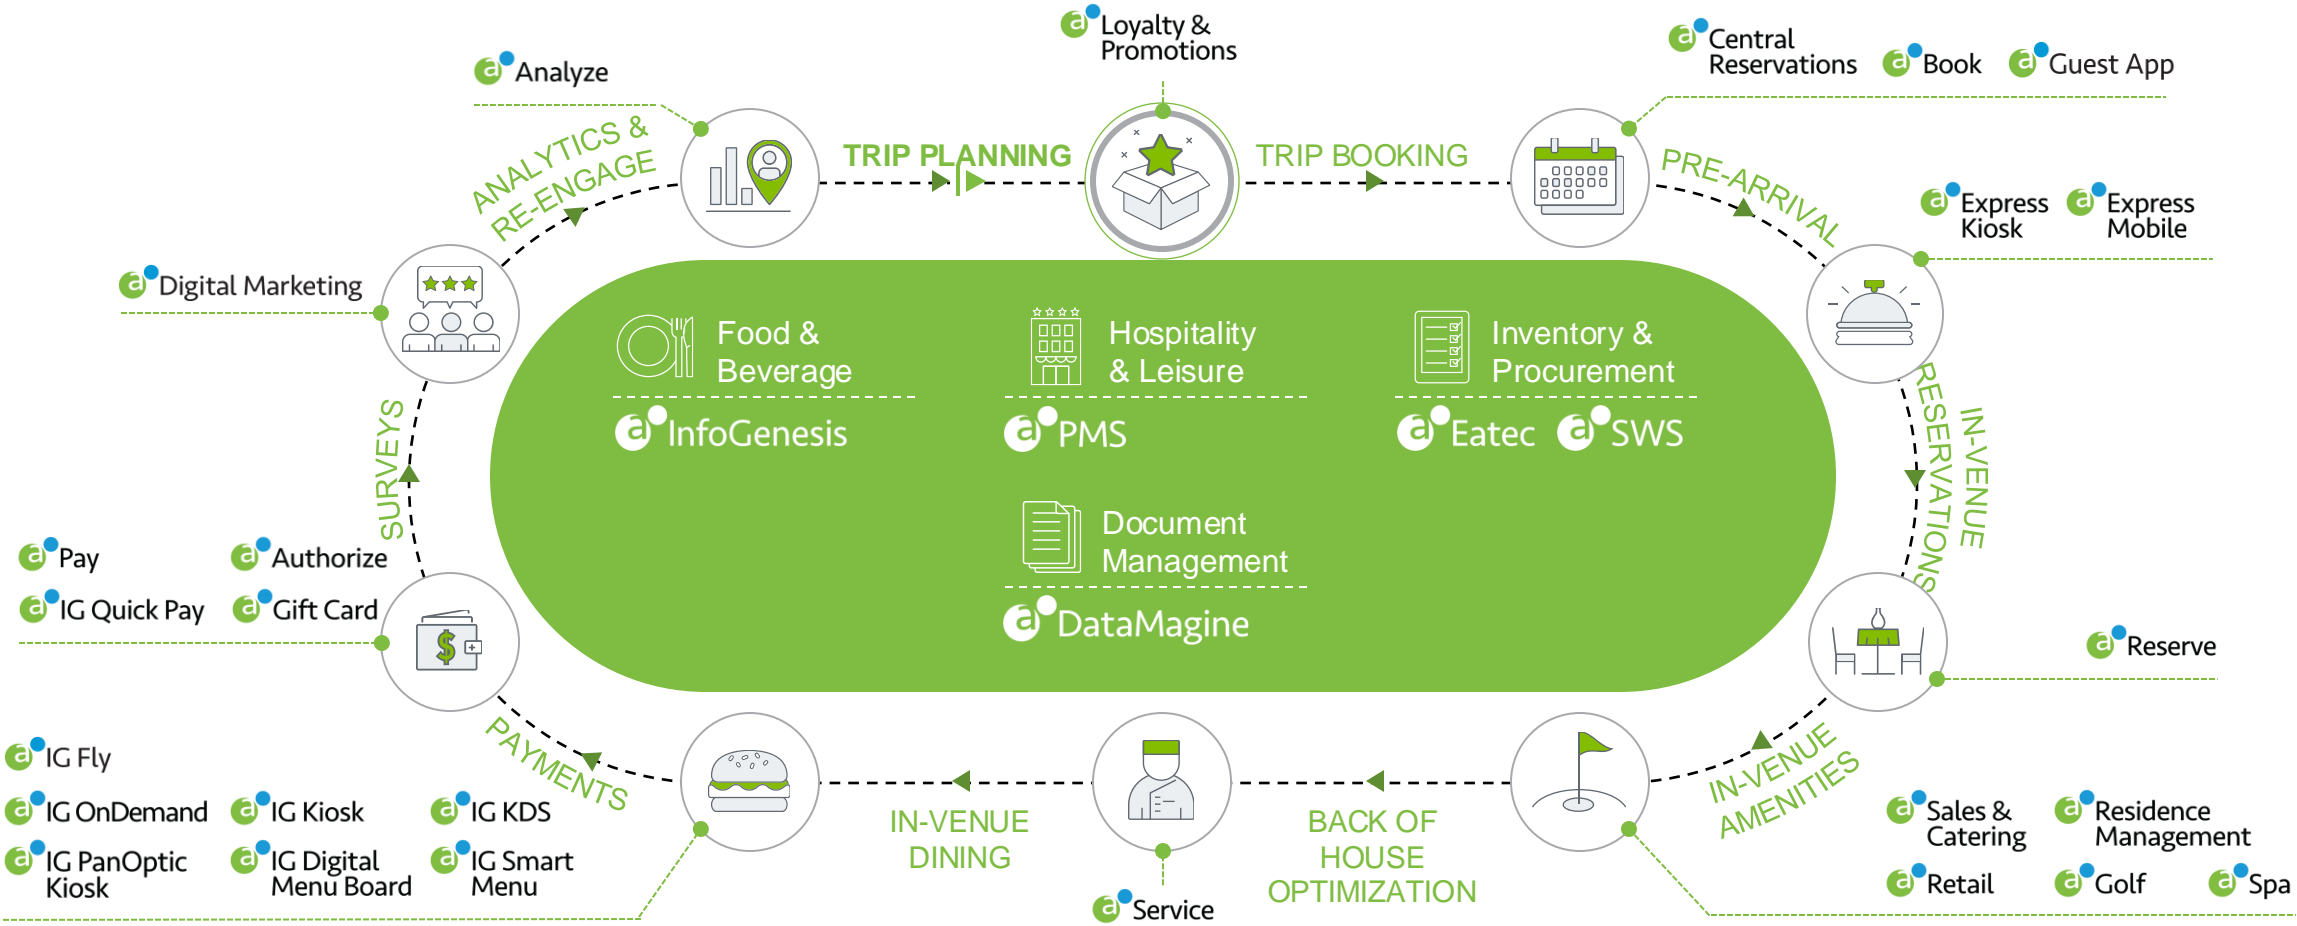 Loyalty &
Promotions
Analyze
Central
Reservations
Book
Guest App
ANALYTICS &
RE-ENGAGE
TRIP PLANNING
TRIP BOOKING
PRE-ARRIVAL
Express
Kiosk
Express
Mobile
Digital Marketing
Food &
Beverage
InfoGenesis
Hospitality
& Leisure
PMS
Inventory &
Procurement
Eatec
SWS
Document
Management
DataMagine
IN-VENUE
RESERVATIONS
SURVEYS
Pay
Authorize
IG Quick Pay
Gift Card
$
Reserve
PAYMENTS
IN-VENUE
AMENITIES
IG Fly
IG OnDemand
IG Kiosk
IG KDS
IG PanOptic
Kiosk
IG Digital
Menu Board
IG Smart
Menu
IN-VENUE
DINING
Service
BACK OF
HOUSE
OPTIMIZATION
Sales &
Catering
Residence
Management
Retail
Golf
Spa